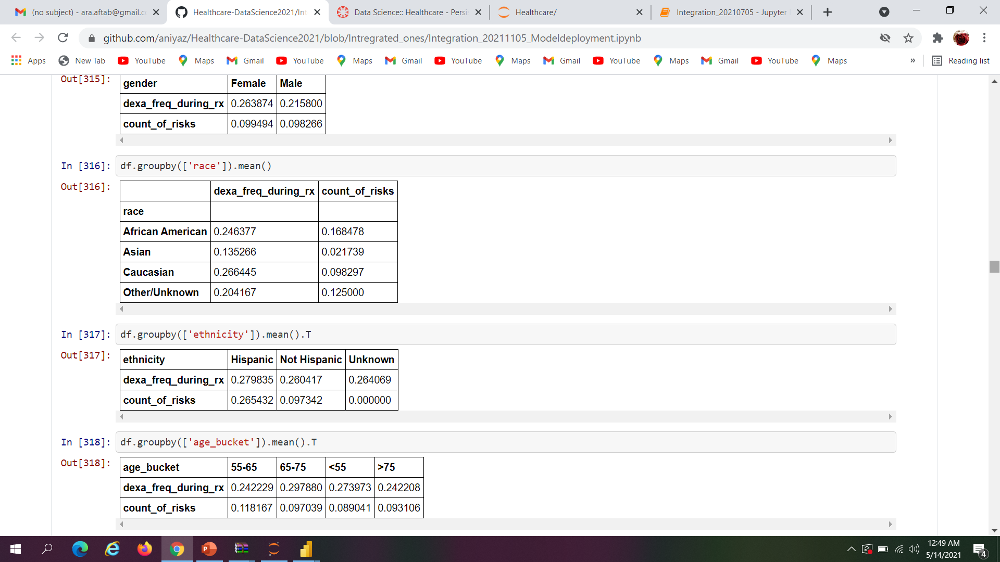 (no subject) - ara.aftab@gmail.c
Healthcare-DataScience2021/Int
Data Science:: Healthcare - Persis
Healthcare/
Integration_20210705 - Jupyter
github.com/aniyaz/Healthcare-DataScience2021/blob/Intregrated_ones/Integration_20211105_Modeldeployment.ipynb
Apps New Tab YouTube Maps Gmail YouTube Maps Gmail YouTube Maps Gmail YouTube Maps Gmail YouTube Maps » Reading list
Out[315]:
gender Female Male
dexa_freq_during_rx 0.263874 0.215800
count_of_risks 0.099494 0.098266
In [316]: df.groupby(['race']).mean()
Out[316]:
dexa_freq_during_rx count_of_risks
race
African American 0.246377 0.168478
Asian 0.135266 0.021739
Caucasian 0.266445 0.098297
Other/Unknown 0.204167 0.125000
In [317]: df.groupby(['ethnicity']).mean().T
Out[317]:
ethnicity Hispanic Not Hispanic Unknown
dexa_freq_during_rx 0.279835 0.260417 0.264069
count_of_risks 0.265432 0.097342 0.000000
In [318]: df.groupby(['age_bucket']).mean().T
Out[318]:
age_bucket 55-65 65-75 <55 >75
dexa_freq_during_rx 0.242229 0.297880 0.273973 0.242208
count_of_risks 0.118167 0.097039 0.089041 0.093106
12:49 AM
5/14/2021
4